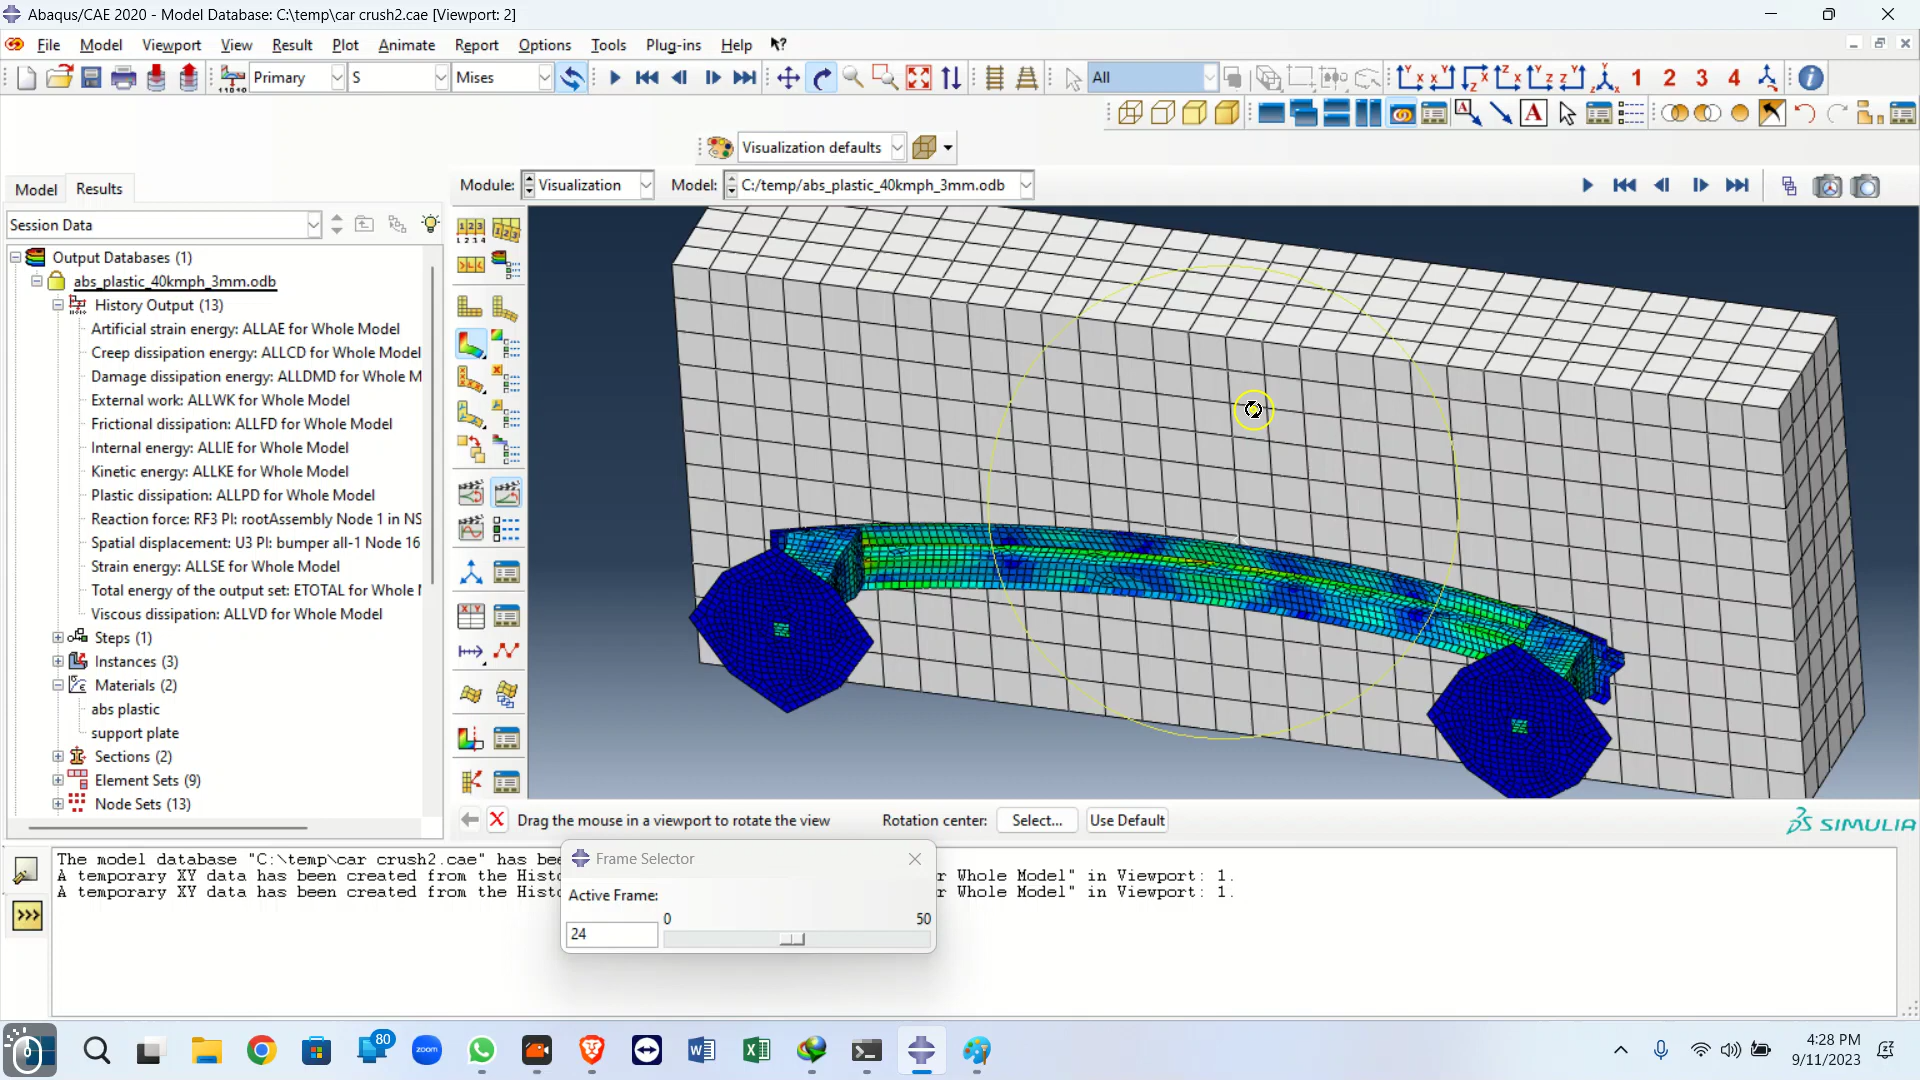 Abaqus/CAE 2020 - Model Database: C:\temp\car crush2.cae [Viewport: 2]
File Model Viewport View Result Plot Animate Report Options Tools Plug-ins Help
Primary S Mises All 1 2 3 4
Visualization defaults
Model Results Module: Visualization Model: C:/temp/abs_plastic_40kmph_3mm.odb
Session Data
Output Databases (1)
abs_plastic_40kmph_3mm.odb
History Output (13)
Artificial strain energy: ALLAE for Whole Model
Creep dissipation energy: ALLCD for Whole Model
Damage dissipation energy: ALLDMD for Whole M
External work: ALLWK for Whole Model
Frictional dissipation: ALLFD for Whole Model
Internal energy: ALLIE for Whole Model
Kinetic energy: ALLKE for Whole Model
Plastic dissipation: ALLPD for Whole Model
Reaction force: RF3 PI: rootAssembly Node 1 in NS
Spatial displacement: U3 PI: bumper all-1 Node 16
Strain energy: ALLSE for Whole Model
Total energy of the output set: ETOTAL for Whole
Viscous dissipation: ALLVD for Whole Model
Steps (1)
Instances (3)
Materials (2)
abs plastic
support plate
Sections (2)
Element Sets (9)
Node Sets (13)
Drag the mouse in a viewport to rotate the view Rotation center: Select... Use Default
SIMULIA
The model database "C:\temp\car crush2.cae" has bee
A temporary XY data has been created from the Histo r Whole Model" in Viewport: 1.
A temporary XY data has been created from the Histo r Whole Model" in Viewport: 1.
Frame Selector
Active Frame:
0 50
24
80
zoom
4:28 PM
9/11/2023